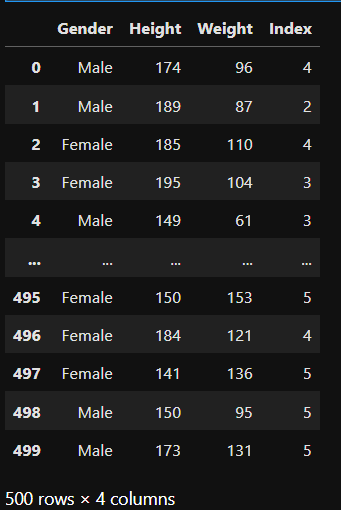 Gender Height Weight Index
0 Male 174 96 4
1 Male 189 87 2
2 Female 185 110 4
3 Female 195 104 3
4 Male 149 61 3
... ... ... ... ...
495 Female 150 153 5
496 Female 184 121 4
497 Female 141 136 5
498 Male 150 95 5
499 Male 173 131 5
500 rows × 4 columns